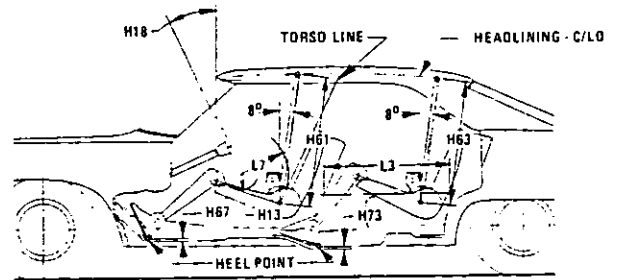 H18
TORSO LINE
HEADLINING - C/LO
8°
8°
H61
H63
L7
L3
H67
H13
H73
HEEL POINT